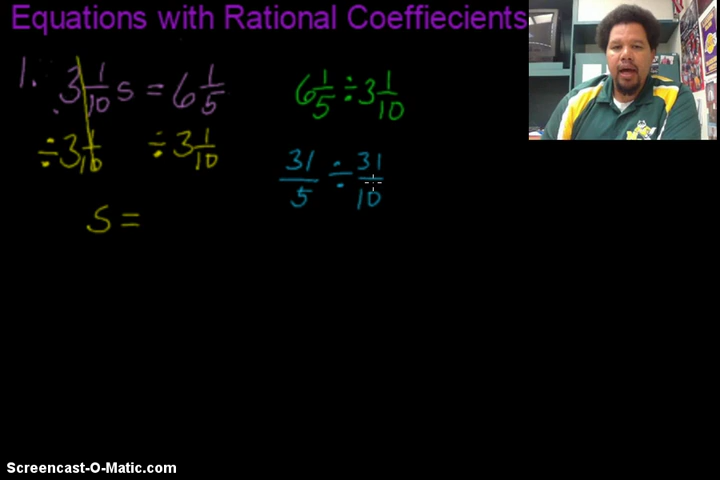 Equations with Rational Coeffiecients
1. 3 1/10 s = 6 1/5
÷ 3 1/10 ÷ 3 1/10
s =
6 1/5 ÷ 3 1/10
31/5 ÷ 31/10
Screencast-O-Matic.com